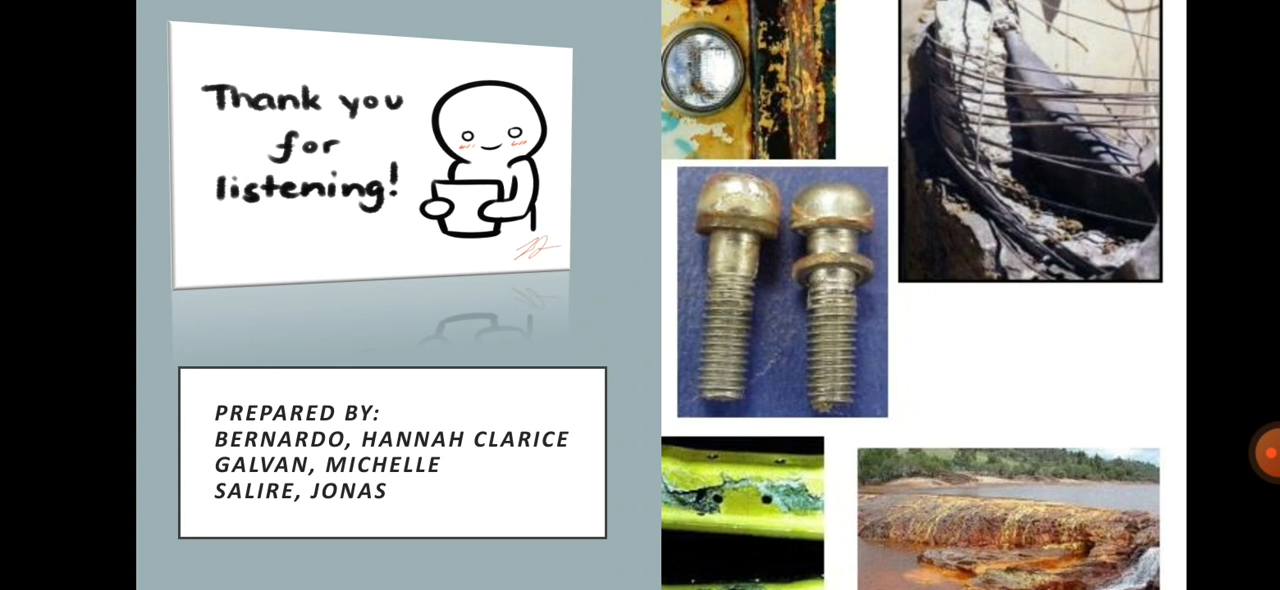 Thank you
for
listening!
PREPARED BY:
BERNARDO, HANNAH CLARICE
GALVAN, MICHELLE
SALIRE, JONAS